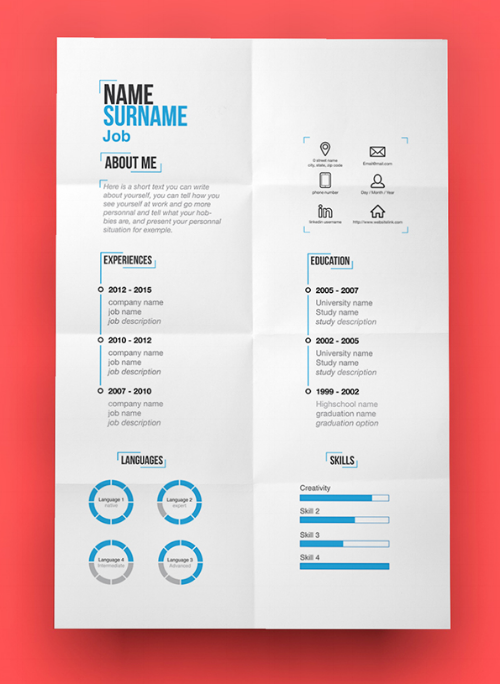 NAME
SURNAME
Job
ABOUT ME
Here is a short text you can write
about yourself, you can tell how you
see yourself at work and go more
personnal and tell what your hob-
bies are, and present your personnal
situation for exemple.
0 street name
city, state, zip code
Email@mail.com
phone number
Day / Month / Year
linkedin username
http://www.websitelink.com
EXPERIENCES
2012 - 2015
company name
job name
job description
2010 - 2012
company name
job name
job description
2007 - 2010
company name
job name
job description
EDUCATION
2005 - 2007
University name
Study name
study description
2002 - 2005
University name
Study name
study description
1999 - 2002
Highschool name
graduation name
graduation option
LANGUAGES
Language 1
native
Language 2
expert
Language 4
Intermediate
Language 3
Advanced
SKILLS
Creativity
Skill 2
Skill 3
Skill 4